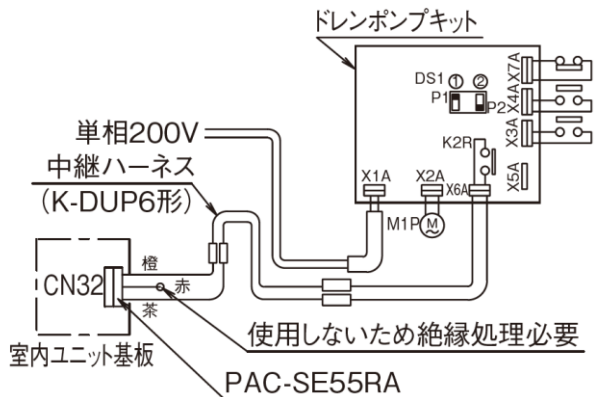 ドレンポンプキット
DS1 ① ②
P1
P2
X7A
X4A
X3A
K2R
X5A
X1A
X2A
X6A
単相200V
中継ハーネス
(K-DUP6形)
M1P
M
CN32
橙
赤
茶
使用しないため絶縁処理必要
室内ユニット基板
PAC-SE55RA